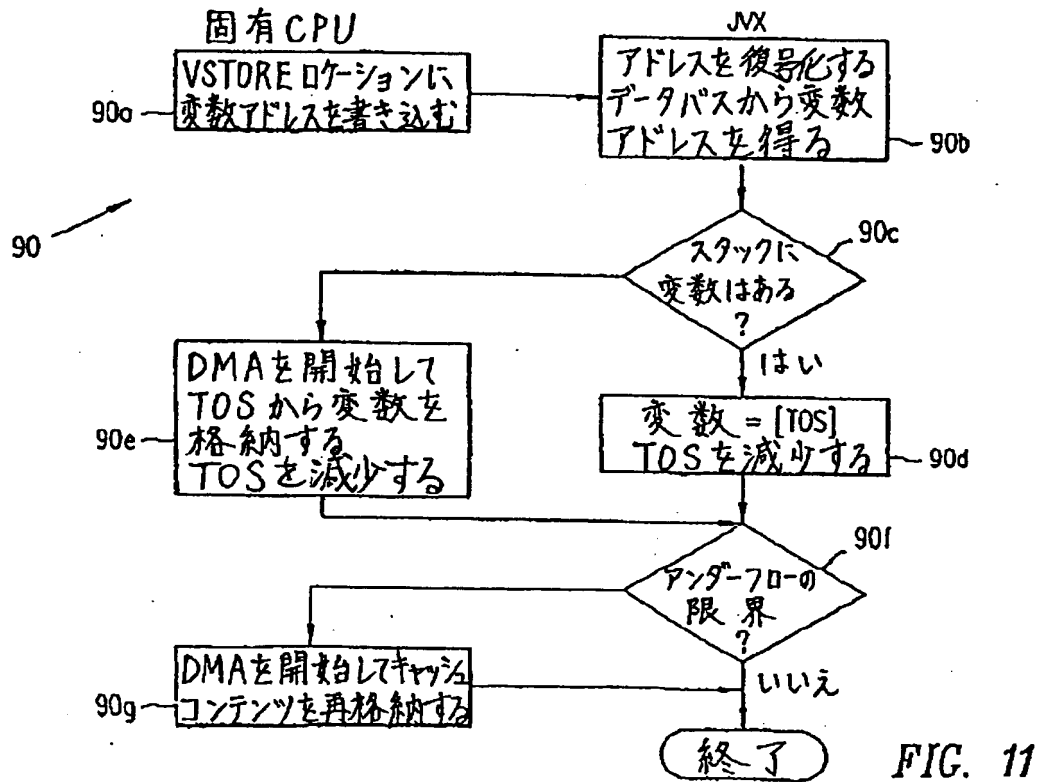 固有CPU
VSTOREロケーションに
変数アドレスを書き込む
90a
JVX
アドレスを復号化する
データバスから変数
アドレスを得る
90b
90
スタックに
変数はある
?
90c
はい
DMAを開始して
TOSから変数を
格納する
TOSを減少する
90e
変数=[TOS]
TOSを減少する
90d
アンダーフローの
限界
?
90f
いいえ
DMAを開始してキャッシュ
コンテンツを再格納する
90g
終了
FIG. 11